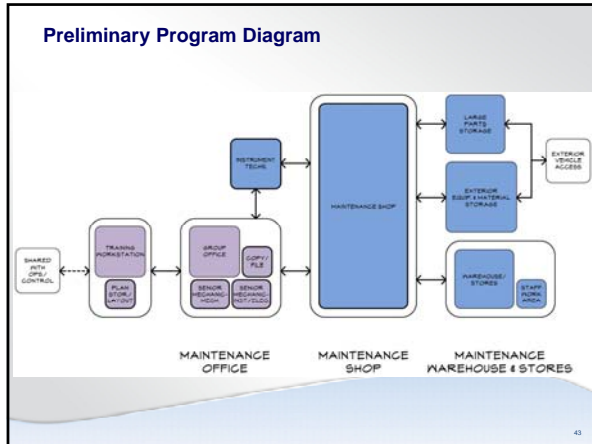 Preliminary Program Diagram
SHARED
WITH
OPS/
CONTROL
TRAINING
WORKSTATION
PLAN
STOR/
LAYOUT
INSTRUMENT
TECHS
GROUP
OFFICE
COPY/
FILE
SENIOR
MECHANIC-
MECH
SENIOR
MECHANIC-
INST/ELEC
MAINTENANCE SHOP
LARGE
PARTS
STORAGE
EXTERIOR
EQUIP. & MATERIAL
STORAGE
WAREHOUSE/
STORES
STAFF
WORK
AREA
EXTERIOR
VEHICLE
ACCESS
MAINTENANCE
OFFICE
MAINTENANCE
SHOP
MAINTENANCE
WAREHOUSE & STORES
43